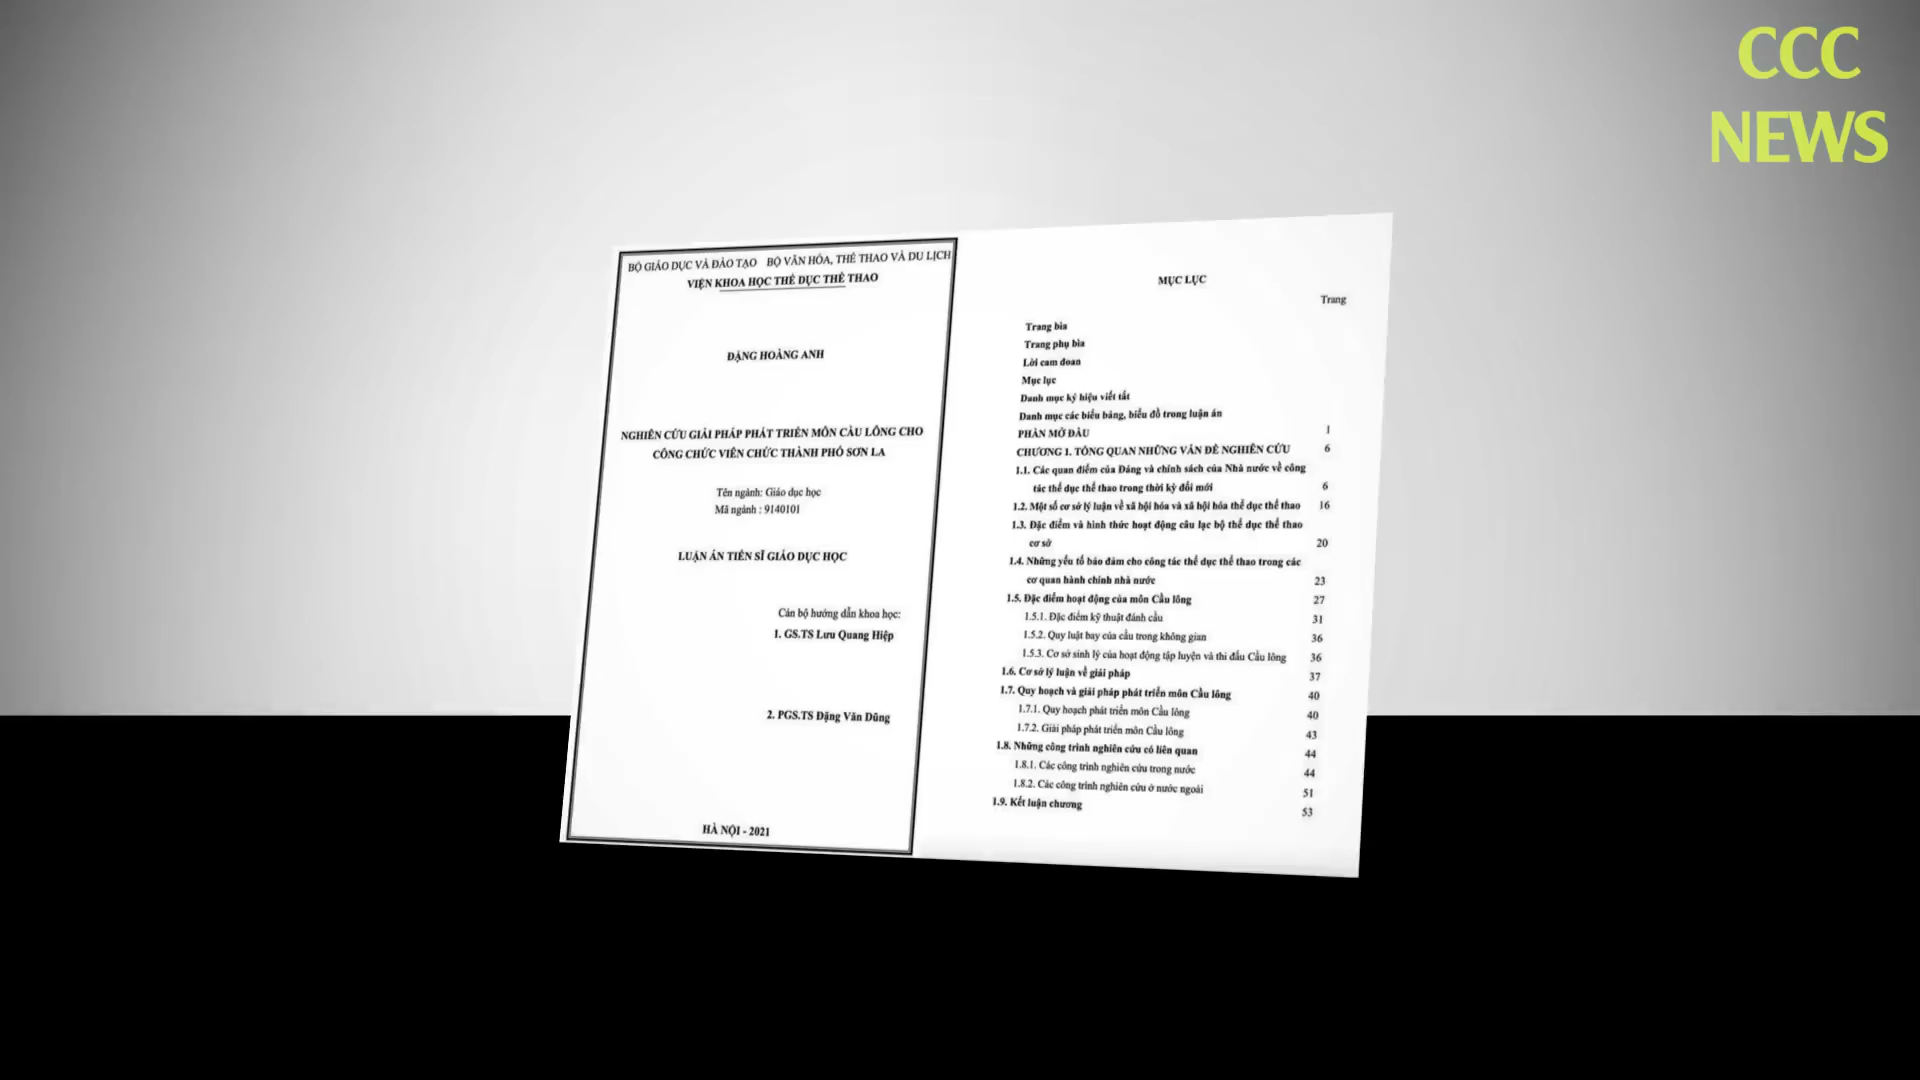 CCC
NEWS
BỘ GIÁO DỤC VÀ ĐÀO TẠO BỘ VĂN HÓA, THỂ THAO VÀ DU LỊCH
VIỆN KHOA HỌC THỂ DỤC THỂ THAO
ĐẶNG HOÀNG ANH
NGHIÊN CỨU GIẢI PHÁP PHÁT TRIỂN MÔN CẦU LÔNG CHO
CÔNG CHỨC VIÊN CHỨC THÀNH PHỐ SƠN LA
Tên ngành: Giáo dục học
Mã ngành : 9140101
LUẬN ÁN TIẾN SĨ GIÁO DỤC HỌC
Cán bộ hướng dẫn khoa học:
1. GS.TS Lưu Quang Hiệp
2. PGS.TS Đặng Văn Dũng
HÀ NỘI - 2021
MỤC LỤC
Trang
Trang bìa
Trang phụ bìa
Lời cam đoan
Mục lục
Danh mục ký hiệu viết tắt
Danh mục các biểu bảng, biểu đồ trong luận án
PHẦN MỞ ĐẦU 1
CHƯƠNG 1. TỔNG QUAN NHỮNG VẤN ĐỀ NGHIÊN CỨU 6
1.1. Các quan điểm của Đảng và chính sách của Nhà nước về công
tác thể dục thể thao trong thời kỳ đổi mới 6
1.2. Một số cơ sở lý luận về xã hội hóa và xã hội hóa thể dục thể thao 16
1.3. Đặc điểm và hình thức hoạt động câu lạc bộ thể dục thể thao
cơ sở 20
1.4. Những yếu tố bảo đảm cho công tác thể dục thể thao trong các
cơ quan hành chính nhà nước 23
1.5. Đặc điểm hoạt động của môn Cầu lông 27
1.5.1. Đặc điểm kỹ thuật đánh cầu 31
1.5.2. Quy luật bay của cầu trong không gian 36
1.5.3. Cơ sở sinh lý của hoạt động tập luyện và thi đấu Cầu lông 36
1.6. Cơ sở lý luận về giải pháp 37
1.7. Quy hoạch và giải pháp phát triển môn Cầu lông 40
1.7.1. Quy hoạch phát triển môn Cầu lông 40
1.7.2. Giải pháp phát triển môn Cầu lông 43
1.8. Những công trình nghiên cứu có liên quan 44
1.8.1. Các công trình nghiên cứu trong nước 44
1.8.2. Các công trình nghiên cứu ở nước ngoài 51
1.9. Kết luận chương 53